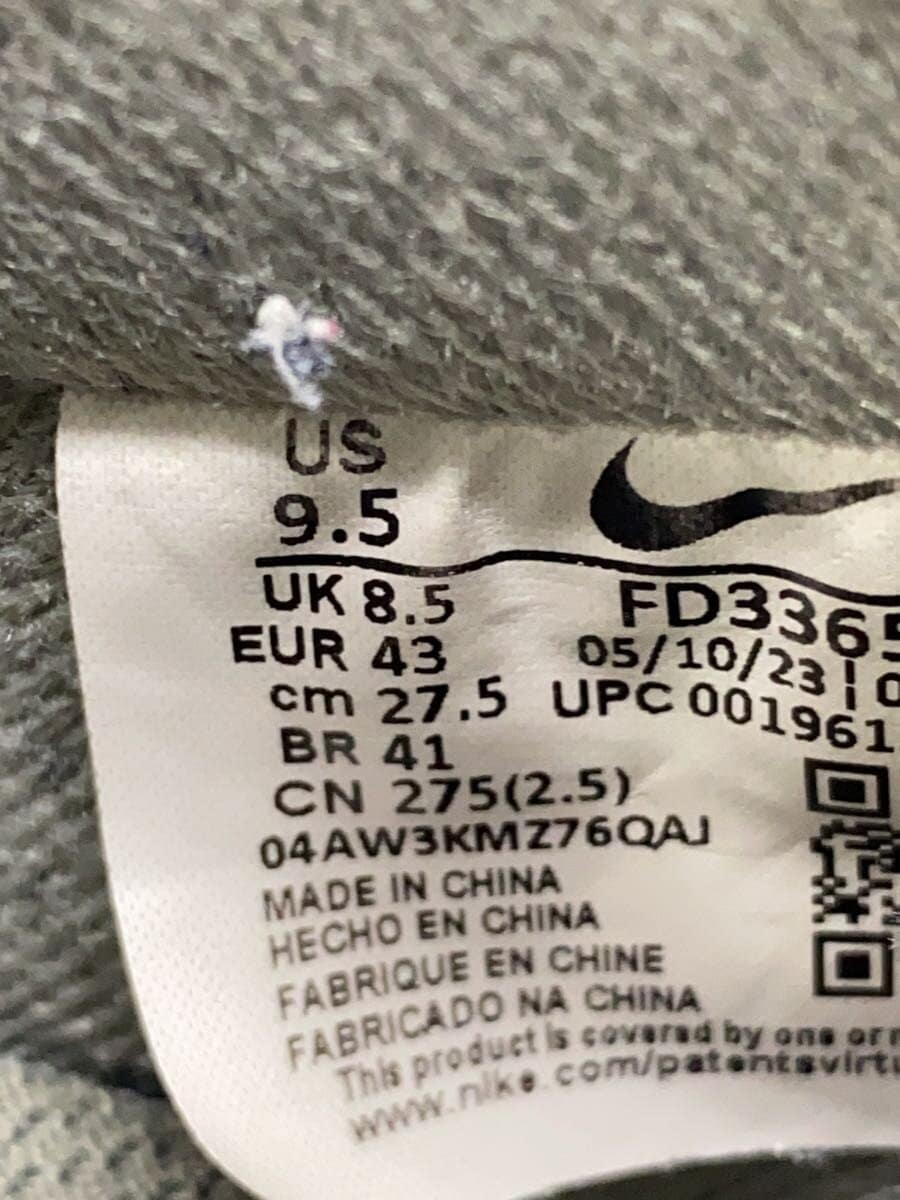 US
9.5
UK 8.5
EUR 43
cm 27.5
BR 41
CN 275(2.5)
04AW3KMZ76QAJ
MADE IN CHINA
HECHO EN CHINA
FABRIQUE EN CHINE
FABRICADO NA CHINA
This product is covered by one or
www.nike.com/patentsvirtu
FD3365
05/10/23
UPC 001961